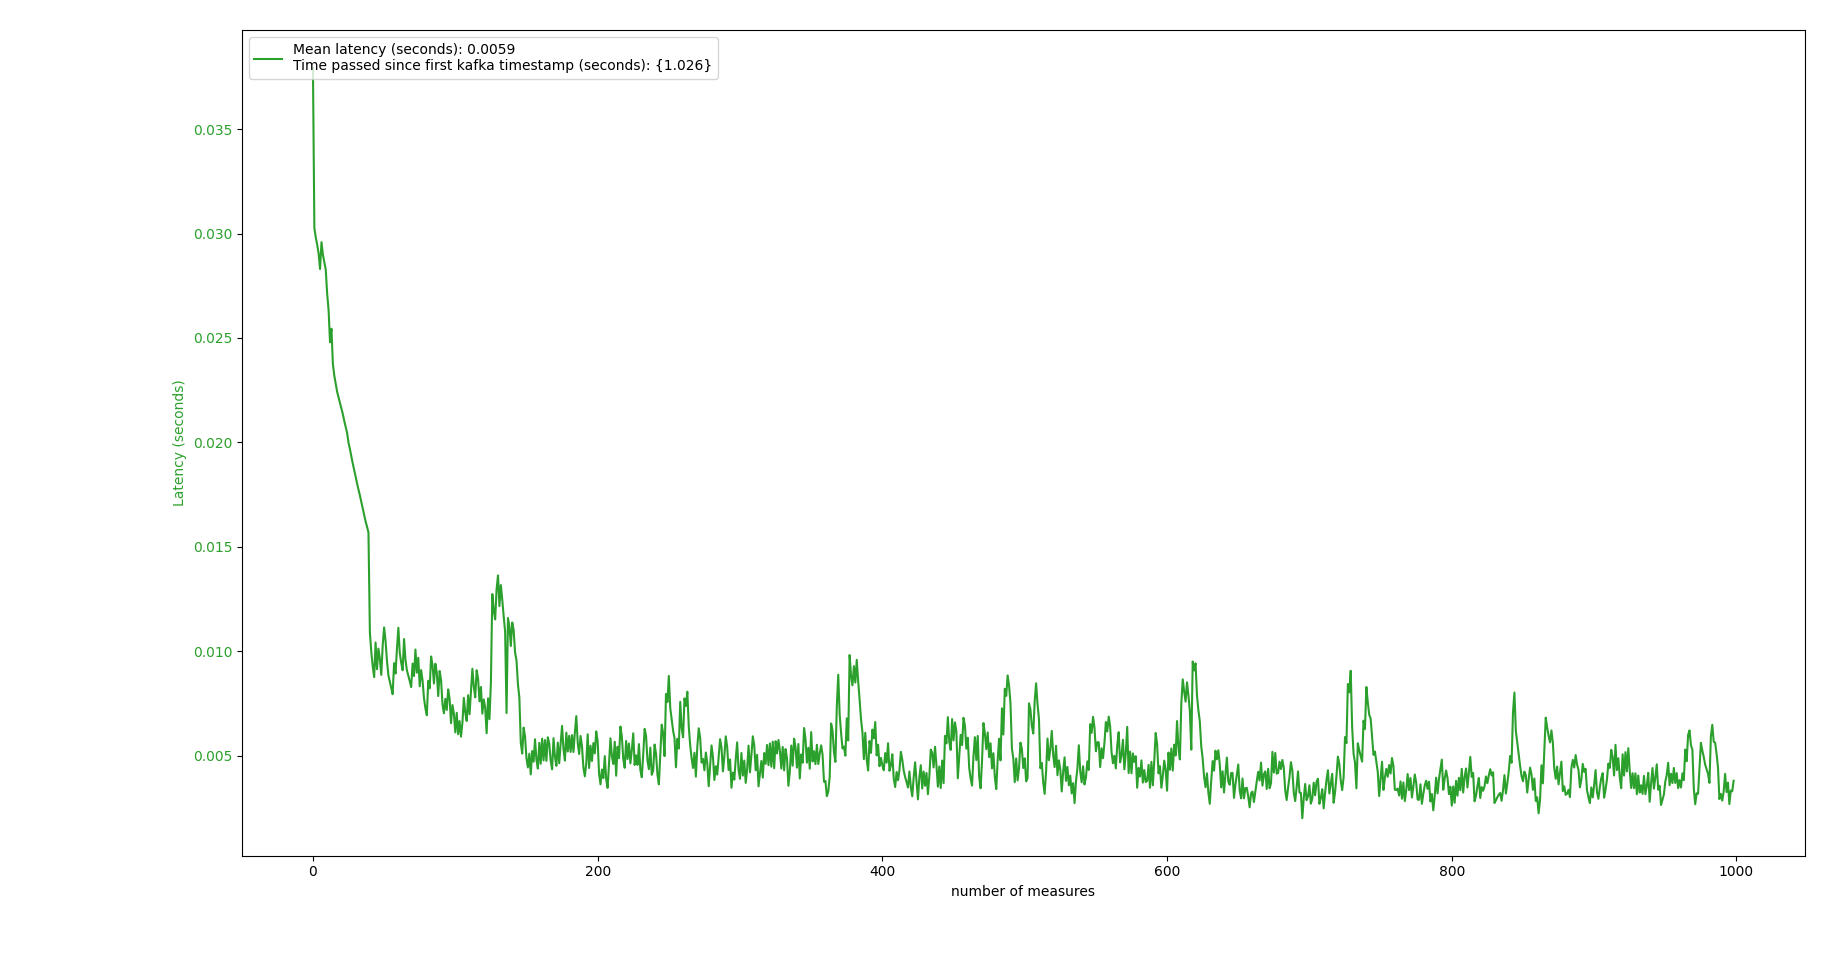 Mean latency (seconds): 0.0059
Time passed since first kafka timestamp (seconds): {1.026}
0.035
0.030
0.025
0.020
0.015
0.010
0.005
Latency (seconds)
0 200 400 600 800 1000
number of measures